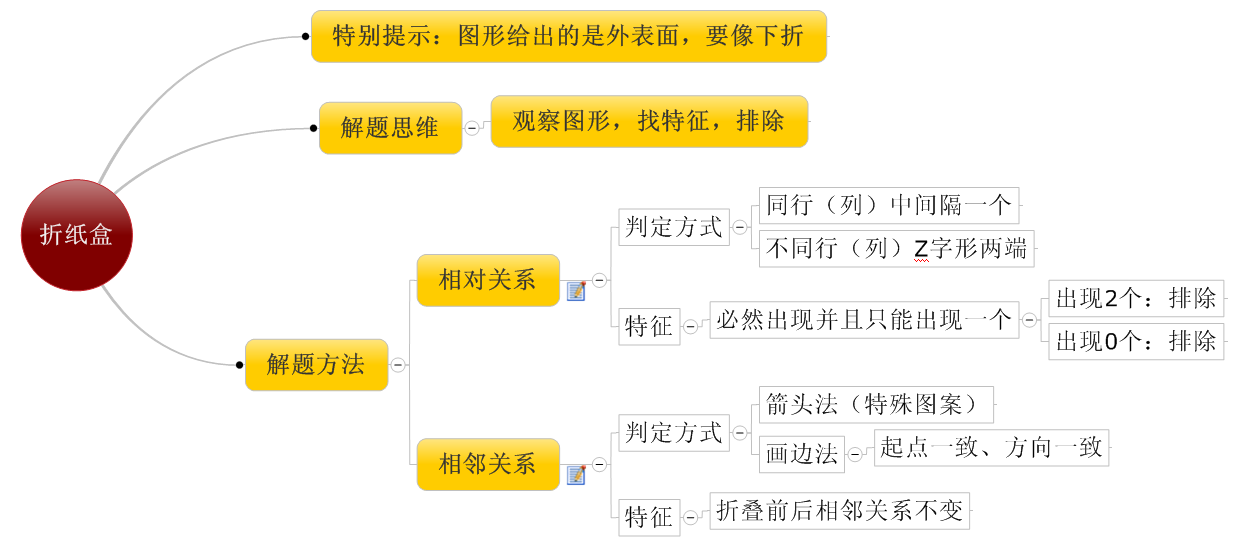 特别提示：图形给出的是外表面，要像下折
解题思维
观察图形，找特征，排除
折纸盒
解题方法
相对关系
判定方式
同行（列）中间隔一个
不同行（列）Z字形两端
特征
必然出现并且只能出现一个
出现2个：排除
出现0个：排除
相邻关系
判定方式
箭头法（特殊图案）
画边法
起点一致、方向一致
特征
折叠前后相邻关系不变